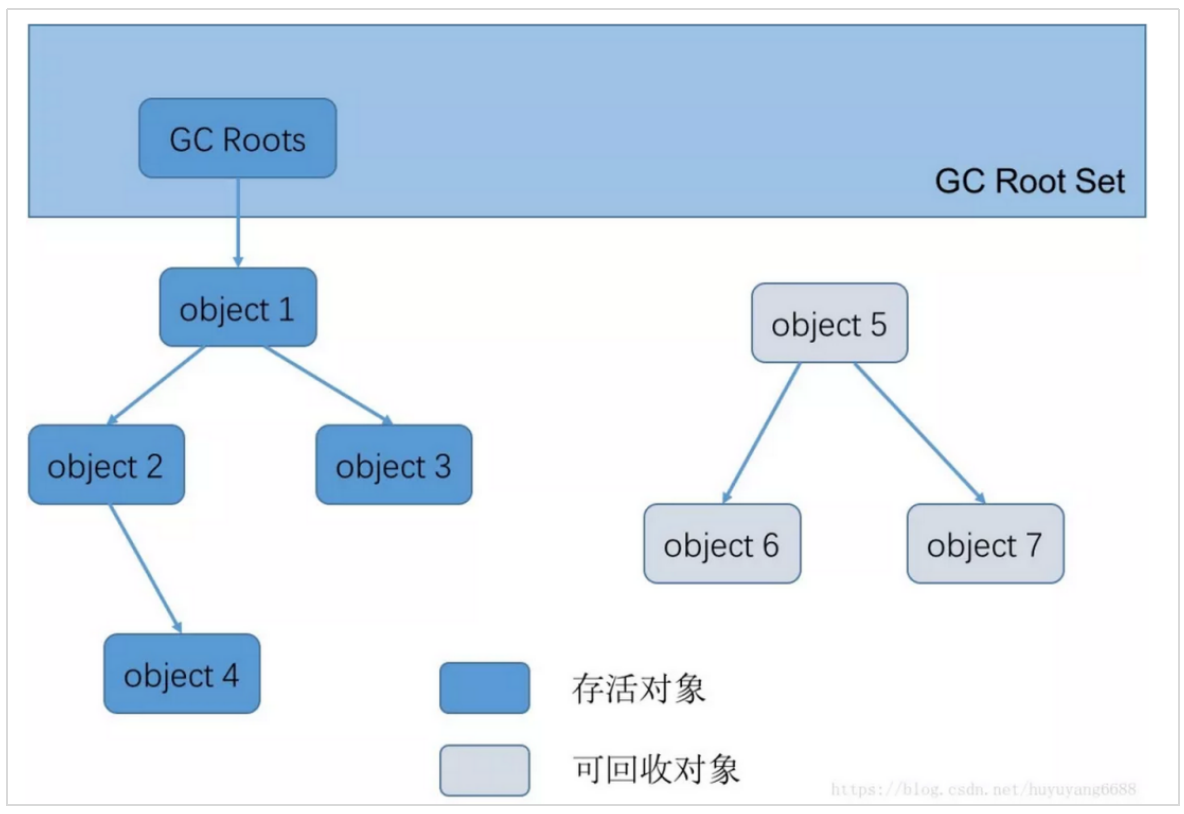 GC Roots
GC Root Set
object 1
object 5
object 2
object 3
object 6
object 7
object 4
存活对象
可回收对象
https://blog.csdn.net/huyuyang6688